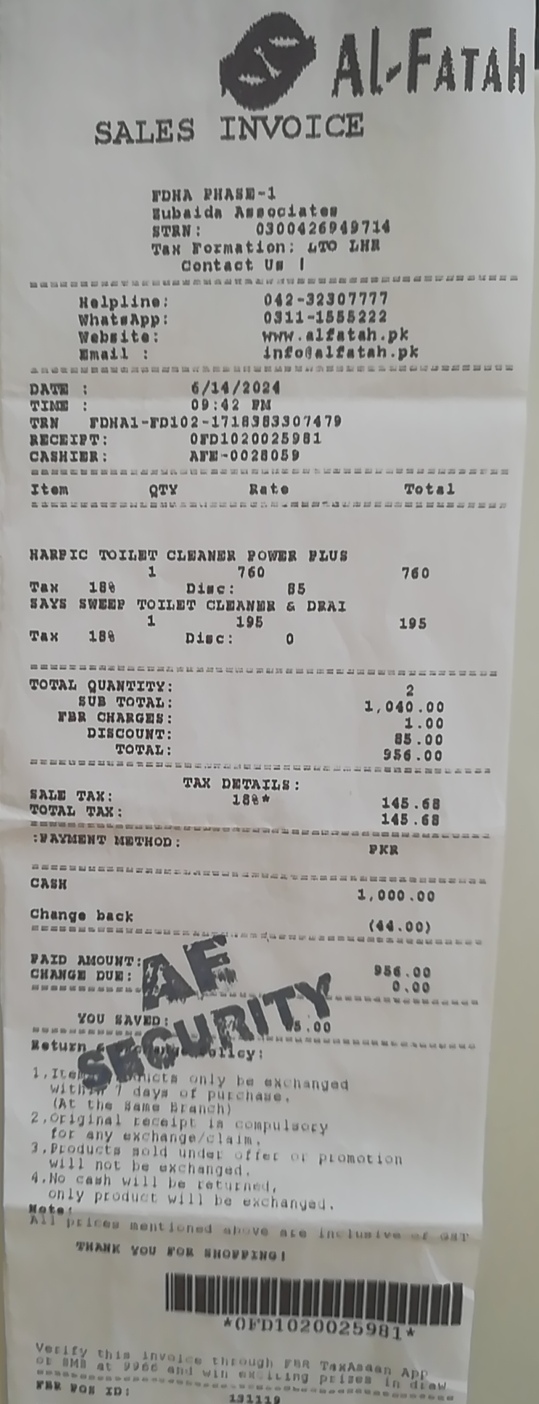 Al-Fatah
SALES INVOICE
FDHA PHASE-1
Zubaida Associates
STRN: 0300426949714
Tax Formation: LTO LHR
Contact Us !
Helpline: 042-32307777
WhatsApp: 0311-1555222
Website: www.alfatah.pk
Email : info@alfatah.pk
DATE : 6/14/2024
TIME : 09:42 PM
TRN FDHA1-FD102-1718383307479
RECEIPT: 0FD1020025981
CASHIER: AFE-0028059
Item QTY Rate Total
HARPIC TOILET CLEANER POWER PLUS
1 760 760
Tax 18% Disc: 85
SAYS SWEEP TOILET CLEANER & DRAI
1 195 195
Tax 18% Disc: 0
TOTAL QUANTITY: 2
SUB TOTAL: 1,040.00
FBR CHARGES: 1.00
DISCOUNT: 85.00
TOTAL: 956.00
TAX DETAILS:
SALE TAX: 18%* 145.68
TOTAL TAX: 145.68
:PAYMENT METHOD: PKR
CASH 1,000.00
Change back (44.00)
PAID AMOUNT: 956.00
CHANGE DUE: 0.00
AF
SECURITY
YOU SAVED: 5.00
Return Policy:
1.Item products only be exchanged
within 7 days of purchase.
(At the Same Branch)
2.Original receipt is compulsory
for any exchange/claim.
3.Products sold under offer or promotion
will not be exchanged.
4.No cash will be returned,
only product will be exchanged.
Note:
All prices mentioned above are inclusive of GST
THANK YOU FOR SHOPPING!
*0FD1020025981*
Verify this invoice through FBR TaxAsaan App
or SMS at 9966 and win exciting prizes in draw
FBR POS ID: 131119